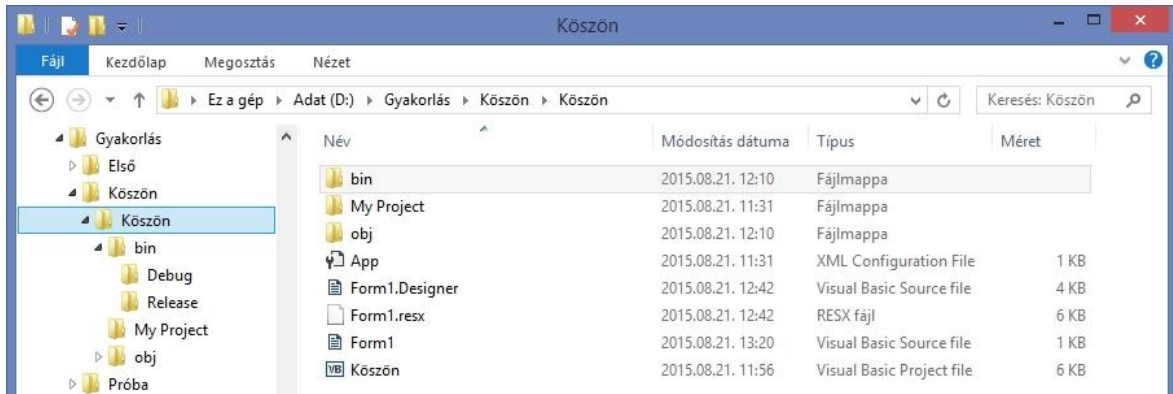 Köszön
Fájl Kezdőlap Megosztás Nézet
Ez a gép Adat (D:) Gyakorlás Köszön Köszön Keresés: Köszön
Gyakorlás
Első
Köszön
Köszön
bin
Debug
Release
My Project
obj
Próba
Név Módosítás dátuma Típus Méret
bin 2015.08.21. 12:10 Fájlmappa
My Project 2015.08.21. 11:31 Fájlmappa
obj 2015.08.21. 12:10 Fájlmappa
App 2015.08.21. 11:31 XML Configuration File 1 KB
Form1.Designer 2015.08.21. 12:42 Visual Basic Source file 4 KB
Form1.resx 2015.08.21. 12:42 RESX fájl 6 KB
Form1 2015.08.21. 13:20 Visual Basic Source file 1 KB
VB Köszön 2015.08.21. 11:56 Visual Basic Project file 6 KB